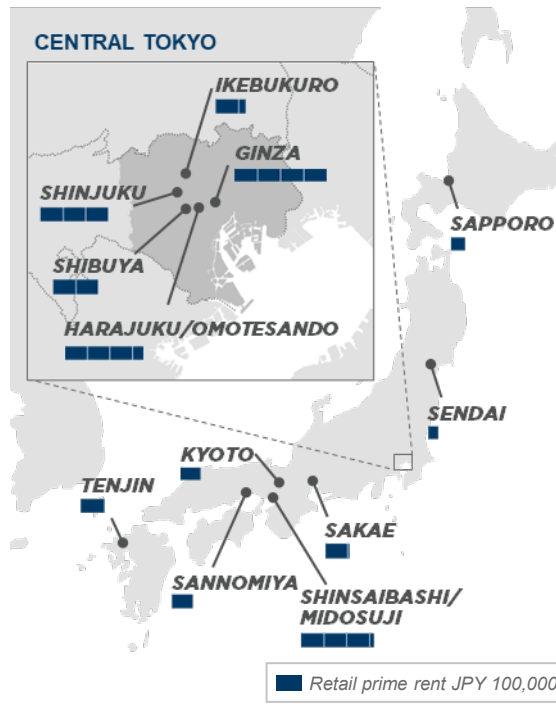 CENTRAL TOKYO
IKEBUKURO
GINZA
SHINJUKU
SHIBUYA
HARAJUKU/OMOTESANDO
SAPPORO
SENDAI
KYOTO
TENJIN
SAKAE
SANNOMIYA
SHINSAIBASHI/
MIDOSUJI
Retail prime rent JPY 100,000